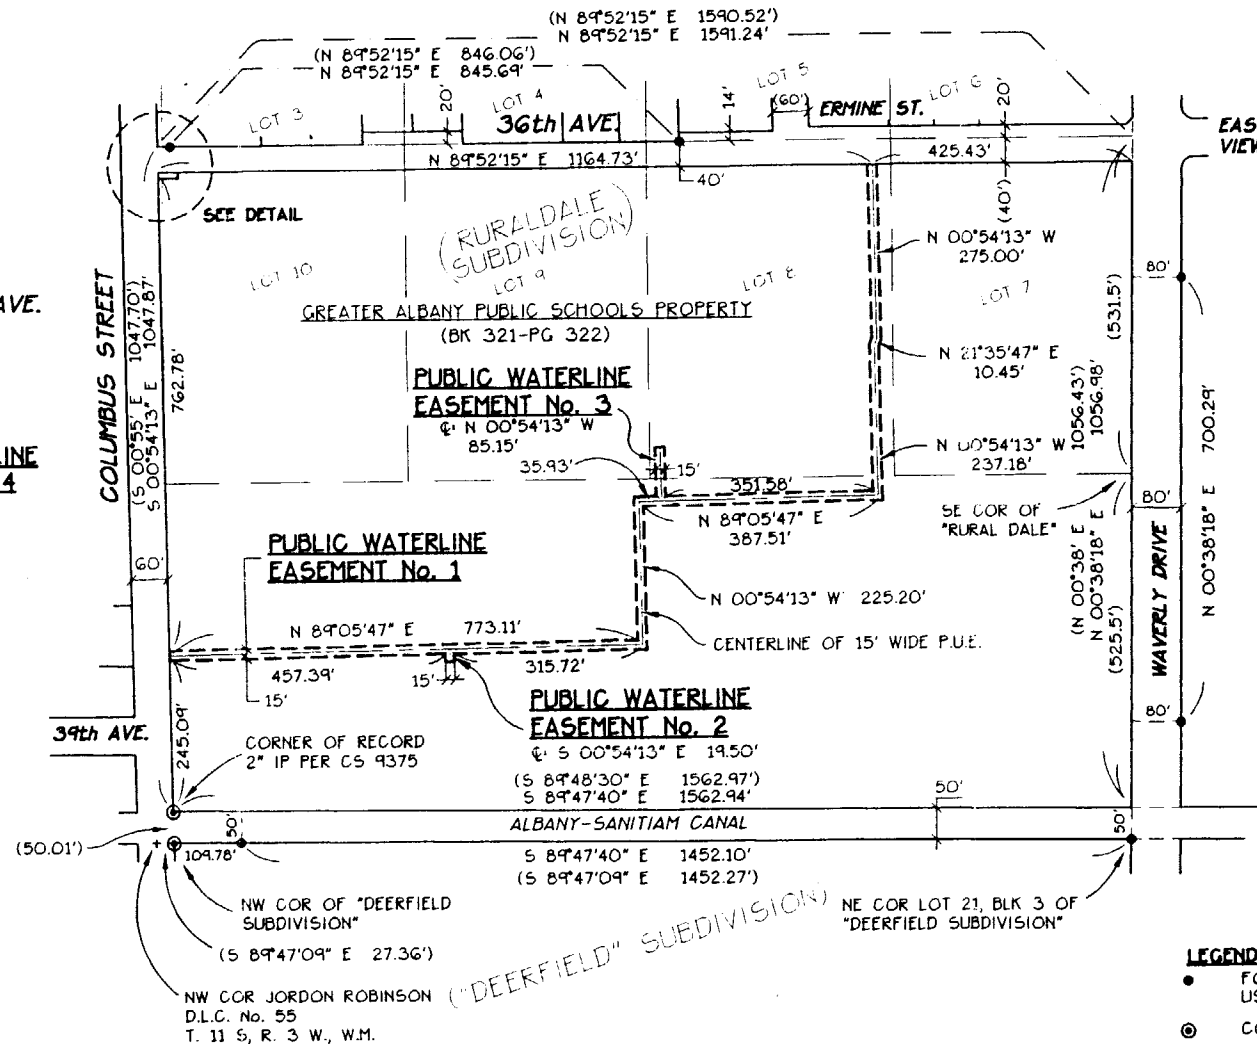 (N 89°52'15" E 1590.52')
N 89°52'15" E 1591.24'
(N 89°52'15" E 846.06')
N 89°52'15" E 845.69'
LOT 3
LOT 4
LOT 5
LOT 6
20'
14'
(60')
20'
36th AVE.
ERMINE ST.
N 89°52'15" E 1164.73'
425.43'
40'
(40')
SEE DETAIL
(RURALDALE
SUBDIVISION)
LOT 10
LOT 9
LOT 8
LOT 7
GREATER ALBANY PUBLIC SCHOOLS PROPERTY
(BK 321-PG 322)
N 00°54'13" W
275.00'
N 21°35'47" E
10.45'
N 00°54'13" W
237.18'
COLUMBUS STREET
(S 00°55' E 1047.70')
S 00°54'13" E 1047.87'
762.78'
AVE.
4
PUBLIC WATERLINE
EASEMENT No. 3
℄: N 00°54'13" W
85.15'
35.93'
15'
351.58'
N 89°05'47" E
387.51'
PUBLIC WATERLINE
EASEMENT No. 1
60'
N 89°05'47" E 773.11'
N 00°54'13" W 225.20'
CENTERLINE OF 15' WIDE P.U.E.
457.39'
15'
315.72'
15'
PUBLIC WATERLINE
EASEMENT No. 2
℄: S 00°54'13" E 19.50'
39th AVE.
245.09'
CORNER OF RECORD
2" IP PER CS 9375
(S 89°48'30" E 1562.97')
S 89°47'40" E 1562.94'
50'
ALBANY-SANITIAM CANAL
S 89°47'40" E 1452.10'
(S 89°47'09" E 1452.27')
(50.01')
50'
109.78'
50'
SE COR OF
"RURAL DALE"
(531.5')
1056.43')
1056.98'
(N 00°38' E
N 00°38'18" E
(525.5')
WAVERLY DRIVE
80'
80'
80'
N 00°38'18" E 700.29'
NW COR OF "DEERFIELD
SUBDIVISION"
(S 89°47'09" E 27.36')
NW COR JORDON ROBINSON
D.L.C. No. 55
T. 11 S, R. 3 W., W.M.
("DEERFIELD" SUBDIVISION)
NE COR LOT 21, BLK 3 OF
"DEERFIELD SUBDIVISION"
LEGEND